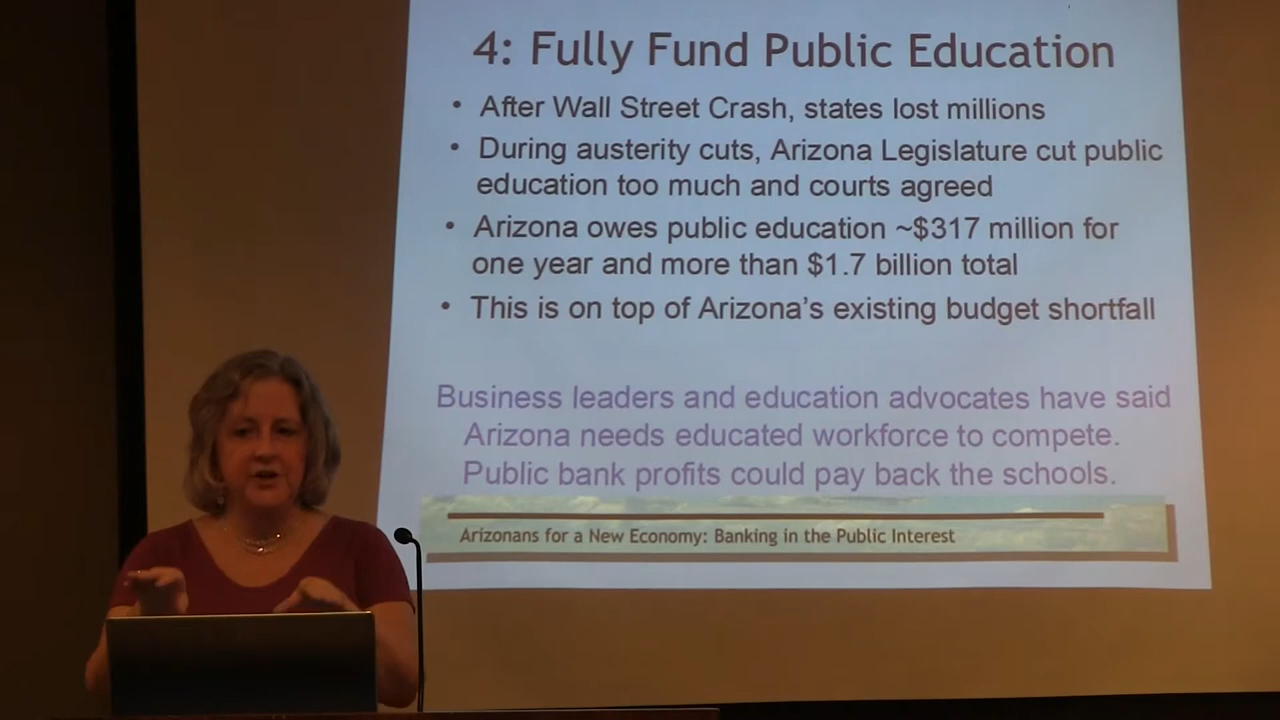 4: Fully Fund Public Education
• After Wall Street Crash, states lost millions
• During austerity cuts, Arizona Legislature cut public
education too much and courts agreed
• Arizona owes public education ~$317 million for
one year and more than $1.7 billion total
• This is on top of Arizona's existing budget shortfall
Business leaders and education advocates have said
Arizona needs educated workforce to compete.
Public bank profits could pay back the schools.
Arizonans for a New Economy: Banking in the Public Interest